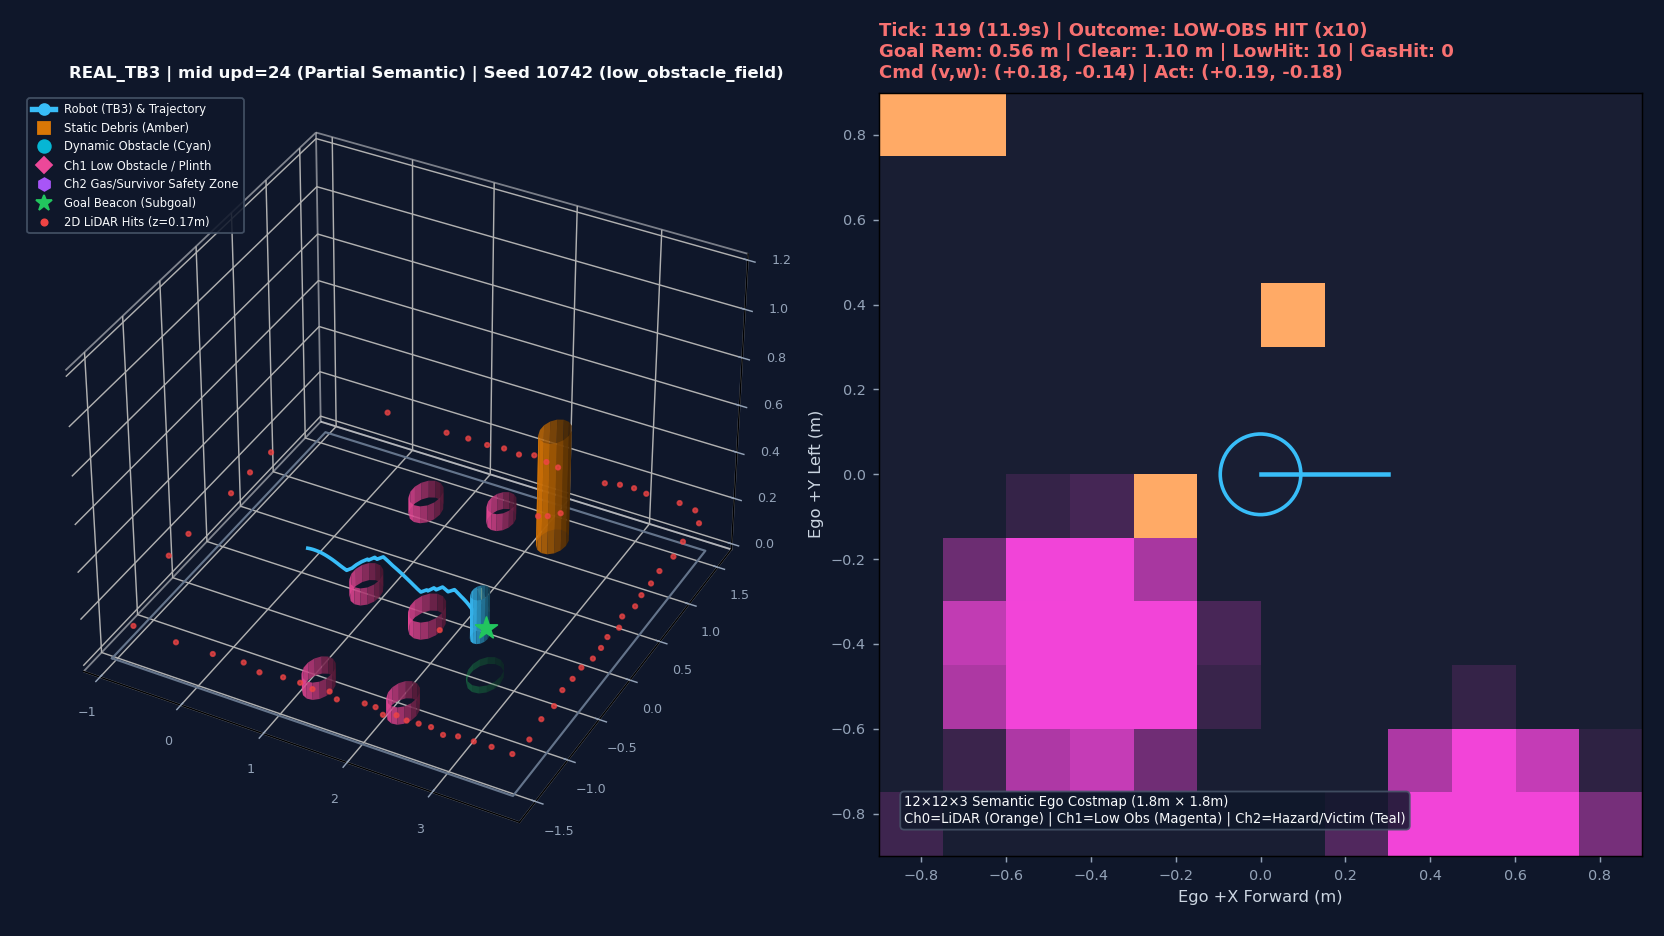 REAL_TB3 | mid upd=24 (Partial Semantic) | Seed 10742 (low_obstacle_field)
Robot (TB3) & Trajectory
Static Debris (Amber)
Dynamic Obstacle (Cyan)
Ch1 Low Obstacle / Plinth
Ch2 Gas/Survivor Safety Zone
Goal Beacon (Subgoal)
2D LiDAR Hits (z=0.17m)
1.2
1.0
0.8
0.6
0.4
0.2
0.0
1.5
1.0
0.5
0.0
−0.5
−1.0
−1.5
−1
0
1
2
3
Tick: 119 (11.9s) | Outcome: LOW-OBS HIT (x10)
Goal Rem: 0.56 m | Clear: 1.10 m | LowHit: 10 | GasHit: 0
Cmd (v,w): (+0.18, -0.14) | Act: (+0.19, -0.18)
Ego +Y Left (m)
0.8
0.6
0.4
0.2
0.0
−0.2
−0.4
−0.6
−0.8
12×12×3 Semantic Ego Costmap (1.8m × 1.8m)
Ch0=LiDAR (Orange) | Ch1=Low Obs (Magenta) | Ch2=Hazard/Victim (Teal)
−0.8 −0.6 −0.4 −0.2 0.0 0.2 0.4 0.6 0.8
Ego +X Forward (m)